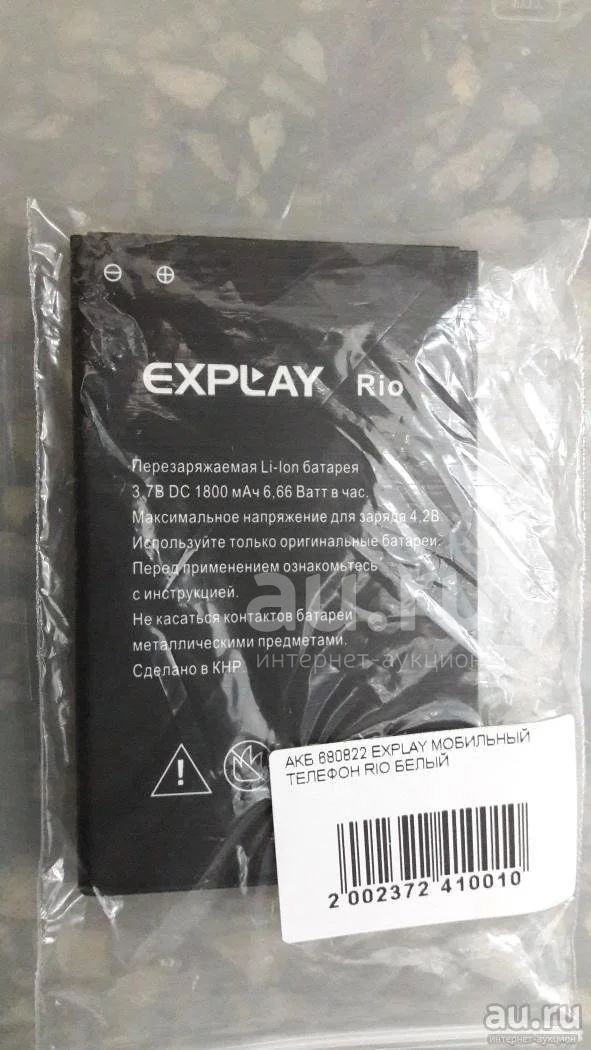 EXPLAY Rio
Перезаряжаемая Li-Ion батарея
3,7В DC 1800 мАч 6,66 Ватт в час.
Максимальное напряжение для заряда 4,2В
Используйте только оригинальные батареи.
Перед применением ознакомьтесь
с инструкцией.
Не касаться контактов батареи
металлическими предметами.
Сделано в КНР.
au.ru
интернет-аукцион
АКБ 680822 EXPLAY МОБИЛЬНЫЙ
ТЕЛЕФОН RIO БЕЛЫЙ
2 002372 410010
au.ru
интернет-аукцион